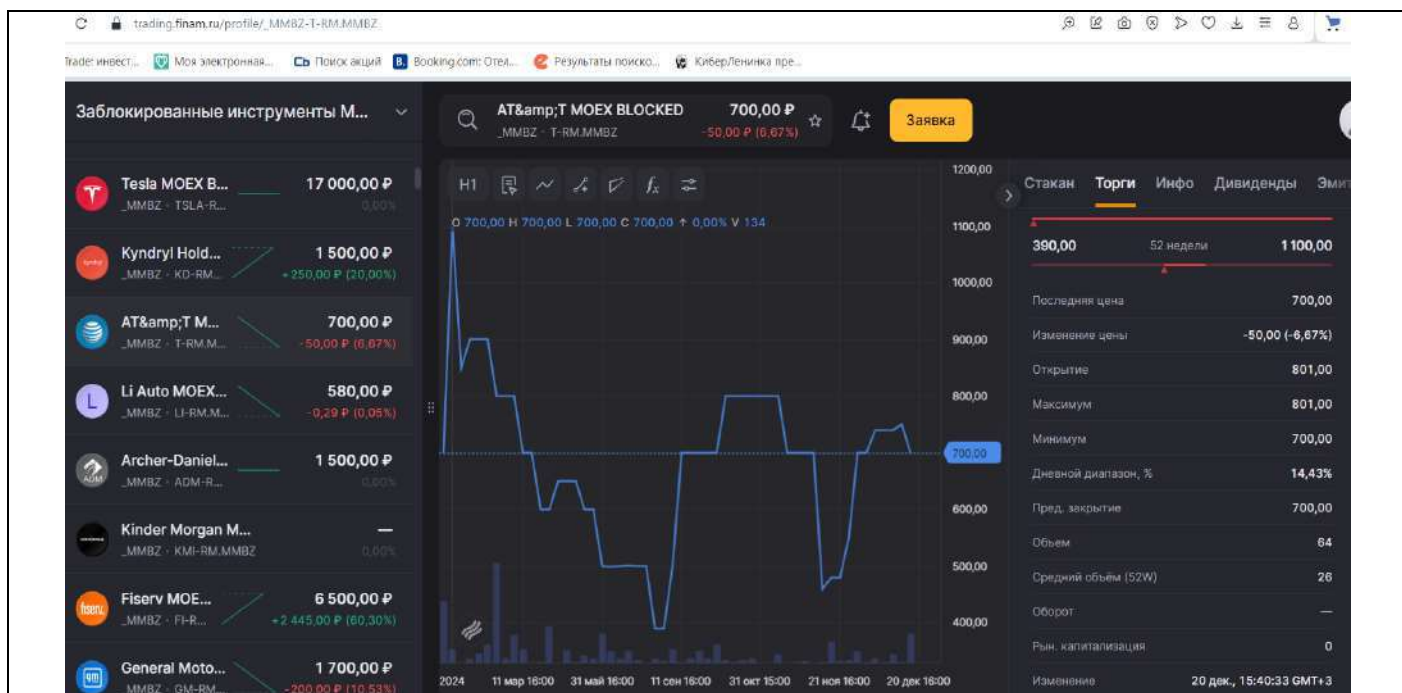 trading.finam.ru/profile/_MMBZ-T-RM.MMBZ
Trade: инвест... Моя электронная... Поиск акций Booking.com: Отел... Результаты поиско... КиберЛенинка пре...
Заблокированные инструменты М...
AT&amp;T MOEX BLOCKED 700,00 ₽
_MMBZ · T-RM.MMBZ -50,00 ₽ (6,67%)
Заявка
Tesla MOEX B... 17 000,00 ₽
_MMBZ · TSLA-R... 0,00%
Kyndryl Hold... 1 500,00 ₽
_MMBZ · KD-RM... +250,00 ₽ (20,00%)
AT&amp;T M... 700,00 ₽
_MMBZ · T-RM.M... -50,00 ₽ (6,67%)
Li Auto MOEX... 580,00 ₽
_MMBZ · LI-RM.M... -0,29 ₽ (0,05%)
Archer-Daniel... 1 500,00 ₽
_MMBZ · ADM-R... 0,00%
Kinder Morgan M... —
_MMBZ · KMI-RM.MMBZ 0,00%
Fiserv MOE... 6 500,00 ₽
_MMBZ · FI-R... +2 445,00 ₽ (60,30%)
General Moto... 1 700,00 ₽
_MMBZ · GM-RM... -200,00 ₽ (10,53%)
H1
O 700,00 H 700,00 L 700,00 C 700,00 ↑ 0,00% V 134
1200,00
1100,00
1000,00
900,00
800,00
700,00
600,00
500,00
400,00
2024 11 мар 16:00 31 май 16:00 11 сен 16:00 31 окт 15:00 21 ноя 16:00 20 дек 16:00
Стакан Торги Инфо Дивиденды Эмит
390,00 52 недели 1100,00
Последняя цена 700,00
Изменение цены -50,00 (-6,67%)
Открытие 801,00
Максимум 801,00
Минимум 700,00
Дневной диапазон, % 14,43%
Пред. закрытие 700,00
Объем 64
Средний объём (52W) 26
Оборот —
Рын. капитализация 0
Изменение 20 дек., 15:40:33 GMT+3